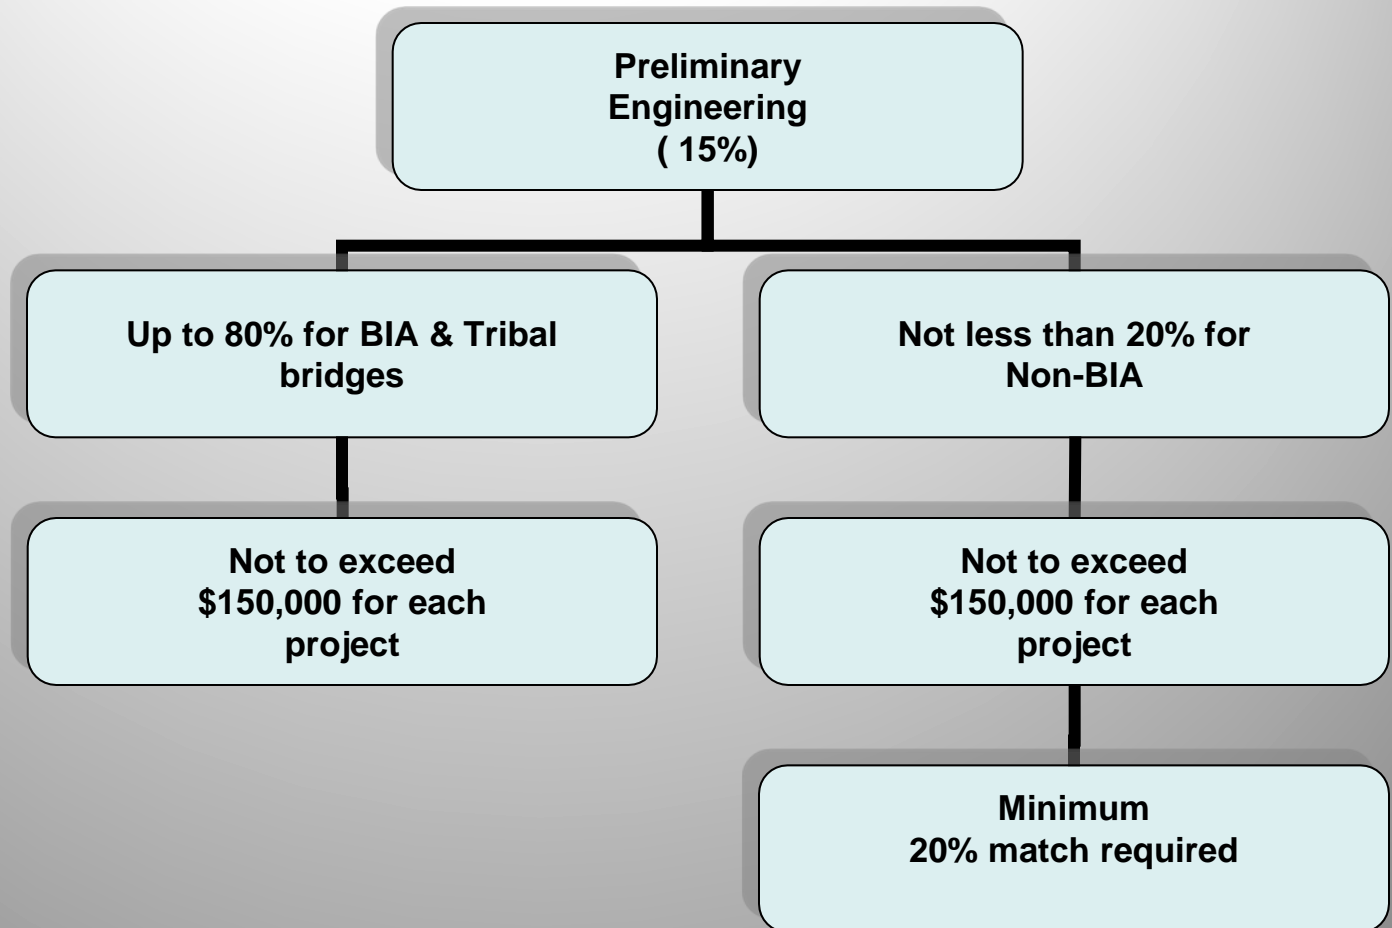 Preliminary
Engineering
( 15%)
Up to 80% for BIA & Tribal
bridges
Not less than 20% for
Non-BIA
Not to exceed
$150,000 for each
project
Not to exceed
$150,000 for each
project
Minimum
20% match required